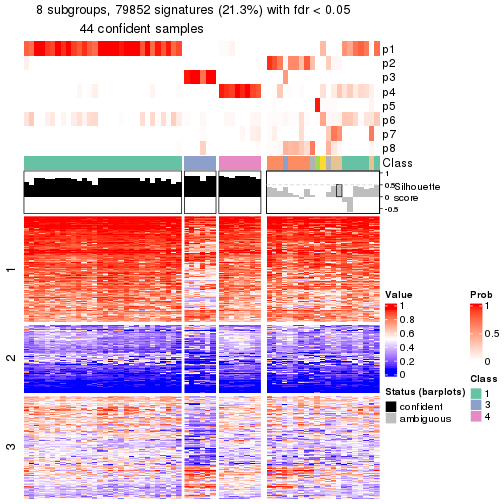 8 subgroups, 79852 signatures (21.3%) with fdr < 0.05
44 confident samples
p1
p2
p3
p4
p5
p6
p7
p8
Class
1
0.5
0
-0.5
Silhouette
score
1
2
3
Value
1
0.8
0.6
0.4
0.2
0
Prob
1
0.5
0
Status (barplots)
confident
ambiguous
Class
1
3
4